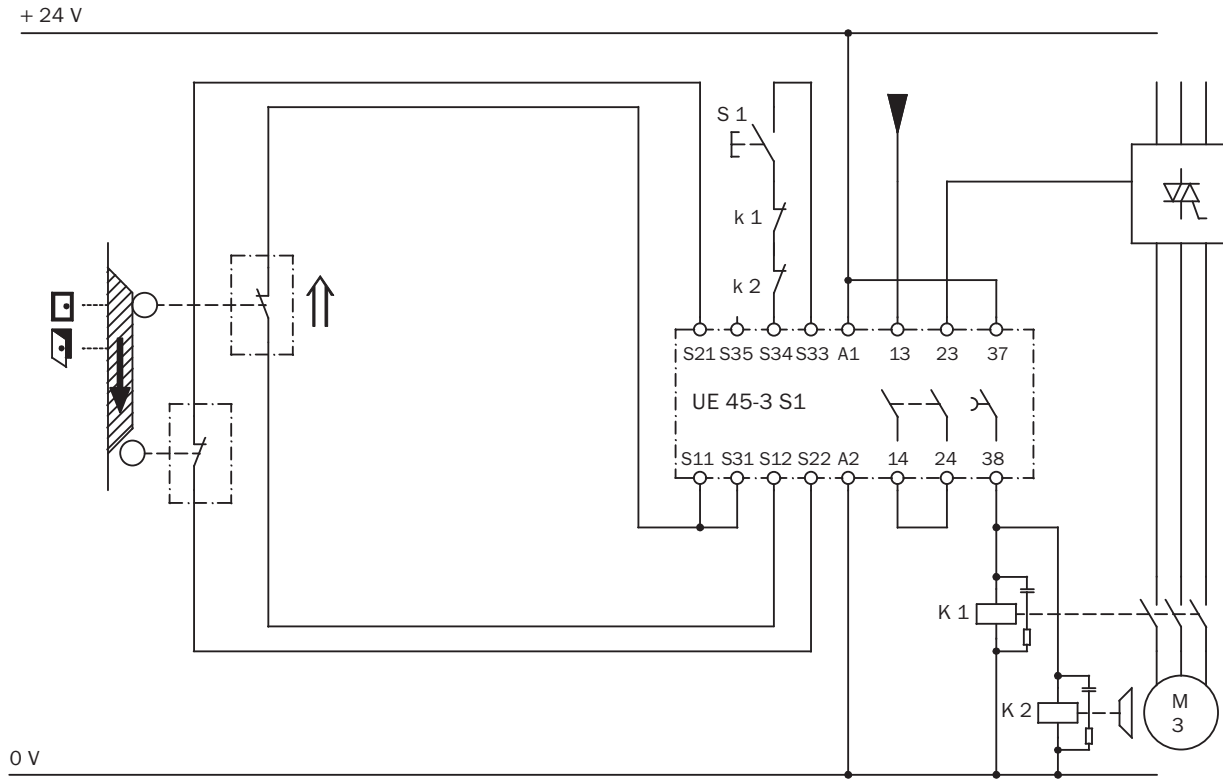 + 24 V
S 1
k 1
k 2
S21 S35 S34 S33 A1 13 23 37
UE 45-3 S1
S11 S31 S12 S22 A2 14 24 38
K 1
K 2
M
3
0 V